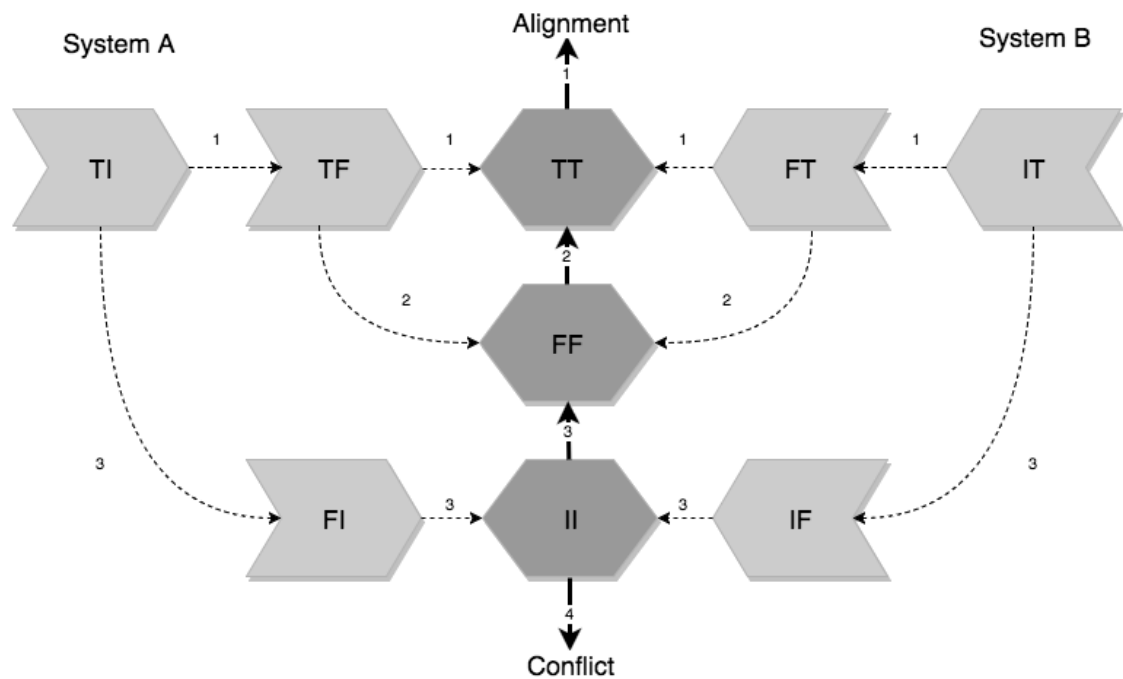 Alignment
System A
System B
1
1
1
1
1
TI
TF
TT
FT
IT
2
2
2
FF
3
3
3
3
3
FI
II
IF
4
Conflict